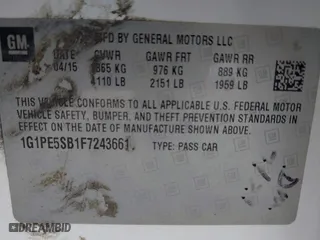 GM
MFD BY GENERAL MOTORS LLC
DATE GVWR GAWR FRT GAWR RR
04/15 1865 KG 976 KG 889 KG
4110 LB 2151 LB 1959 LB
THIS VEHICLE CONFORMS TO ALL APPLICABLE U.S. FEDERAL MOTOR
VEHICLE SAFETY, BUMPER, AND THEFT PREVENTION STANDARDS IN
EFFECT ON THE DATE OF MANUFACTURE SHOWN ABOVE.
1G1PE5SB1F7243661 TYPE: PASS CAR
AUTOBIDMASTER